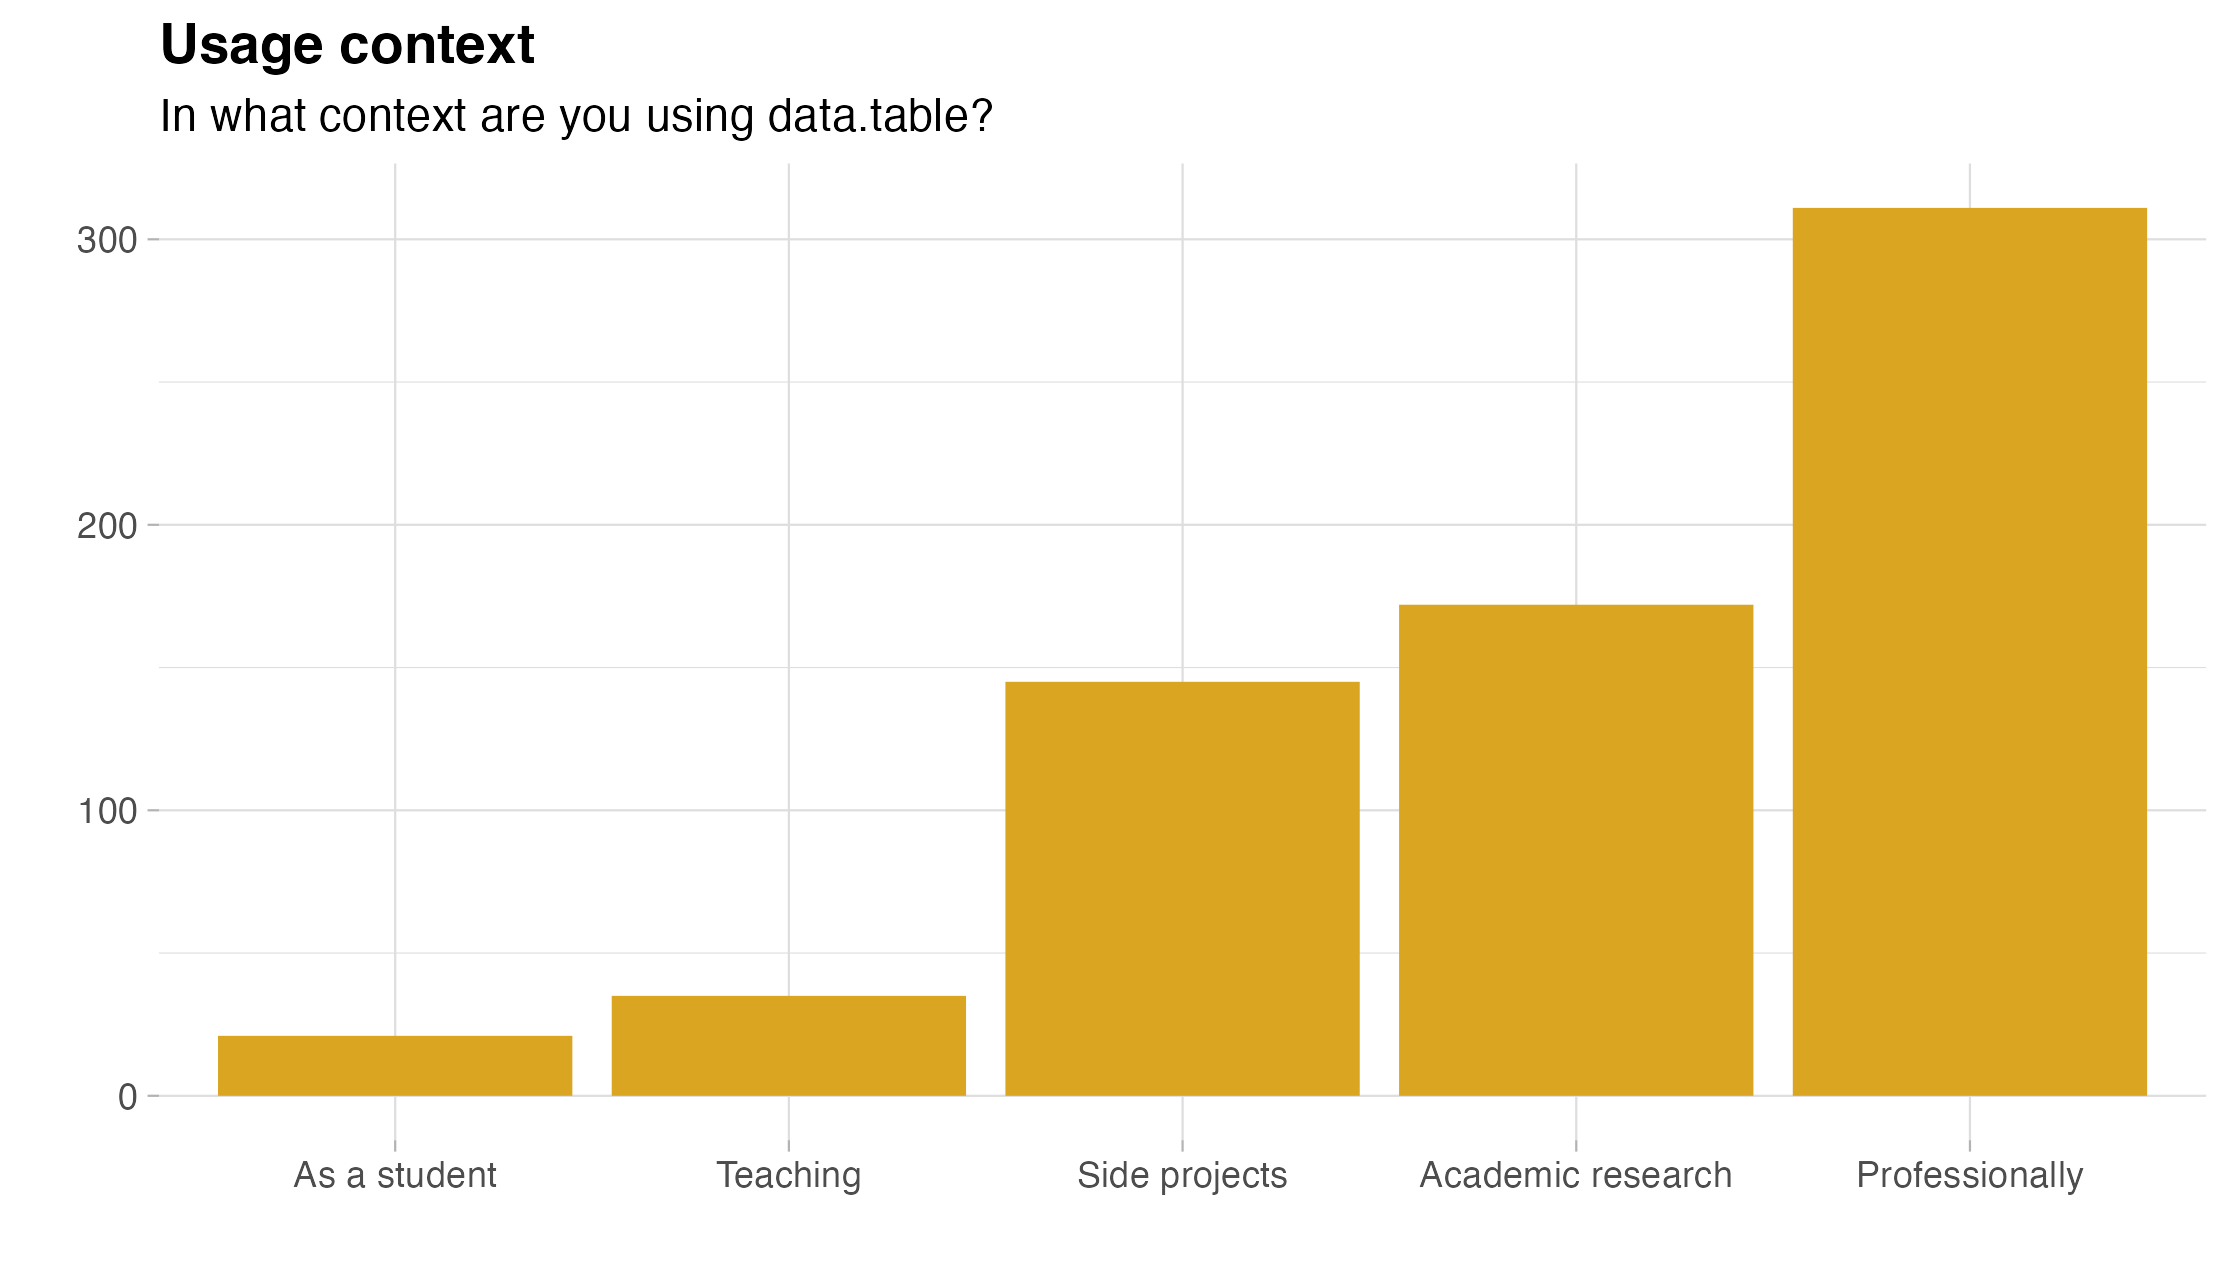 Usage context
In what context are you using data.table?
300
200
100
0
As a student Teaching Side projects Academic research Professionally